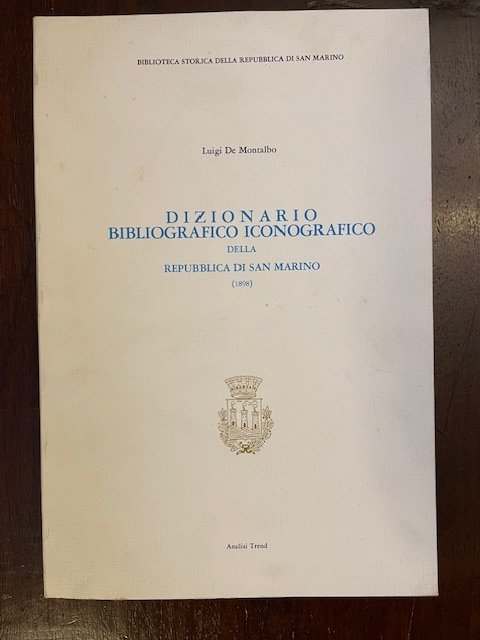 BIBLIOTECA STORICA DELLA REPUBBLICA DI SAN MARINO
Luigi De Montalbo
DIZIONARIO
BIBLIOGRAFICO ICONOGRAFICO
DELLA
REPUBBLICA DI SAN MARINO
(1898)
Analisi Trend